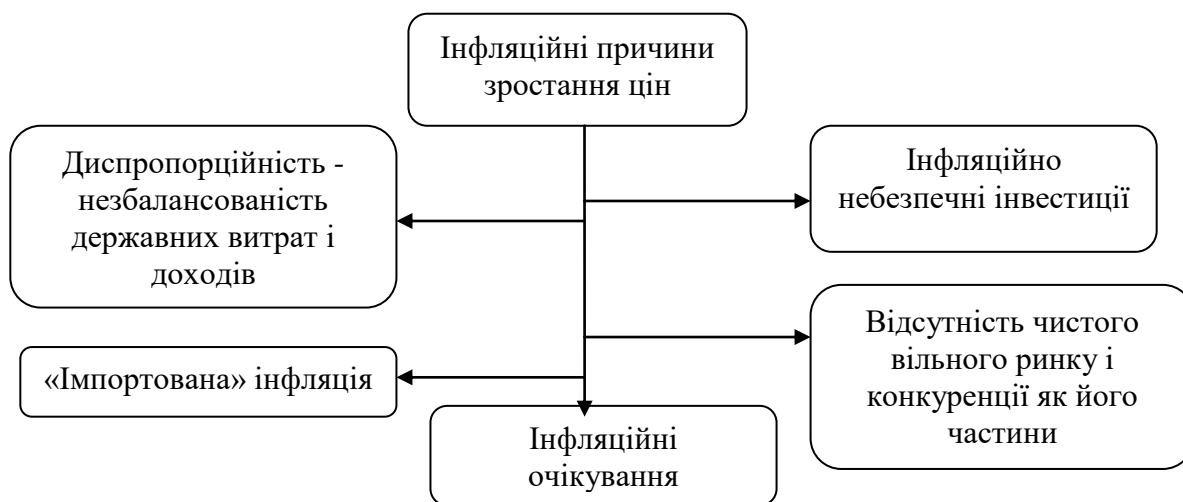 Інфляційні причини
зростання цін
Диспропорційність -
незбалансованість
державних витрат і
доходів
Інфляційно
небезпечні інвестиції
«Імпортована» інфляція
Відсутність чистого
вільного ринку і
конкуренції як його
частини
Інфляційні
очікування